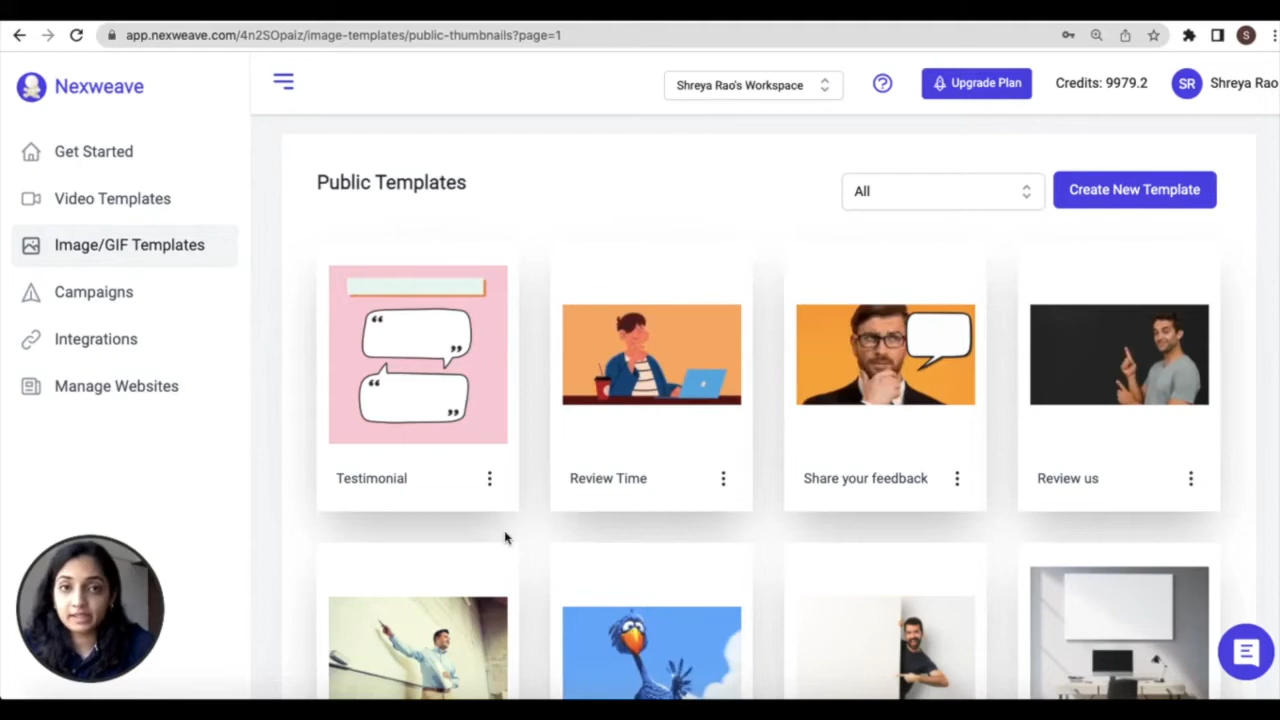 app.nexweave.com/4n2SOpaiz/image-templates/public-thumbnails?page=1
S
Nexweave
Shreya Rao's Workspace
?
Upgrade Plan
Credits: 9979.2
SR
Shreya Rao
Get Started
Video Templates
Image/GIF Templates
Campaigns
Integrations
Manage Websites
Public Templates
All
Create New Template
Testimonial
Review Time
Share your feedback
Review us